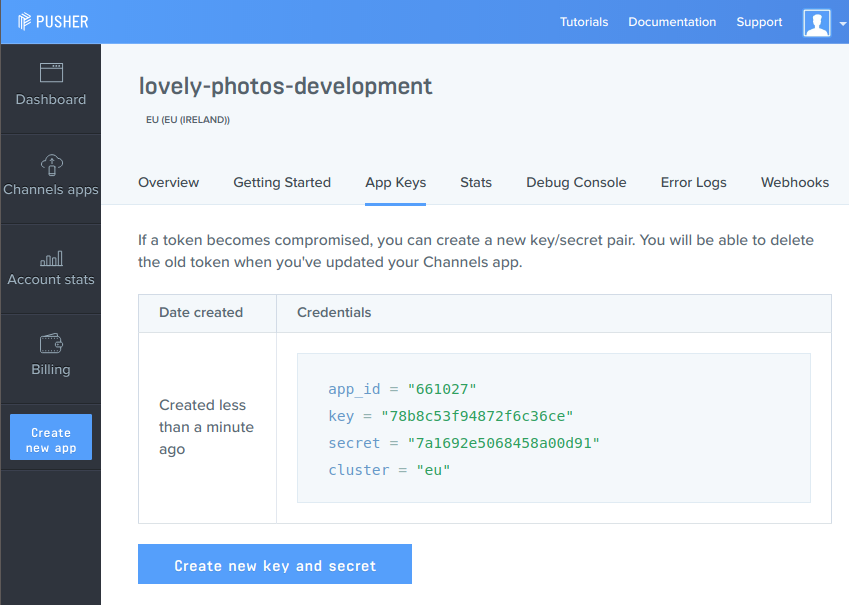 PUSHER
Tutorials Documentation Support
Dashboard
Channels apps
Account stats
Billing
Create
new app
lovely-photos-development
EU (EU (IRELAND))
Overview Getting Started App Keys Stats Debug Console Error Logs Webhooks
If a token becomes compromised, you can create a new key/secret pair. You will be able to delete
the old token when you've updated your Channels app.
Date created Credentials
Created less
than a minute
ago
app_id = "661027"
key = "78b8c53f94872f6c36ce"
secret = "7a1692e5068458a00d91"
cluster = "eu"
Create new key and secret